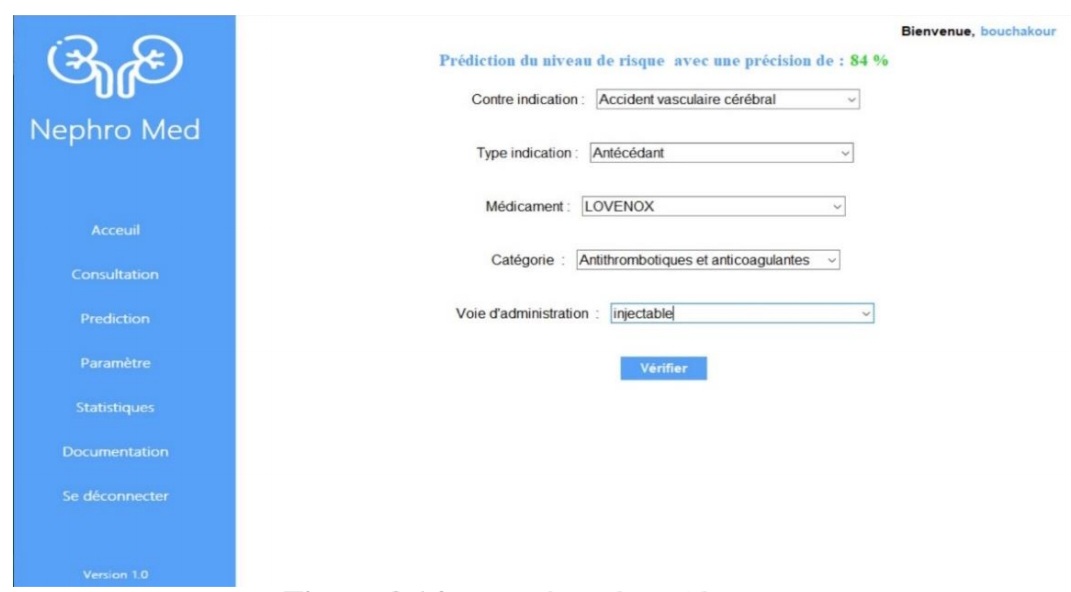 Bienvenue, bouchakour
Nephro Med
Acceuil
Consultation
Prediction
Paramètre
Statistiques
Documentation
Se déconnecter
Version 1.0
Prédiction du niveau de risque avec une précision de : 84 %
Contre indication : Accident vasculaire cérébral
Type indication : Antécédant
Médicament : LOVENOX
Catégorie : Antithrombotiques et anticoagulantes
Voie d'administration : injectable
Vérifier